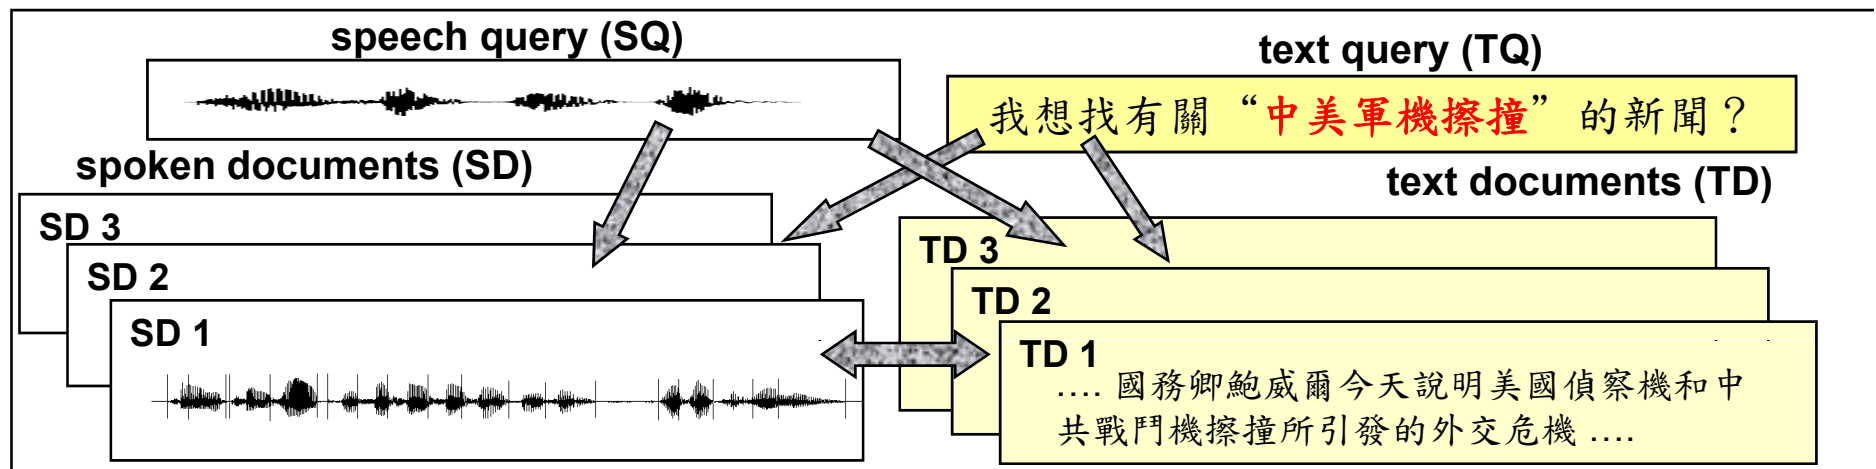 speech query (SQ)
text query (TQ)
我想找有關“中美軍機擦撞”的新聞？
spoken documents (SD)
text documents (TD)
SD 3
SD 2
SD 1
TD 3
TD 2
TD 1
.... 國務卿鮑威爾今天說明美國偵察機和中
共戰鬥機擦撞所引發的外交危機 ....